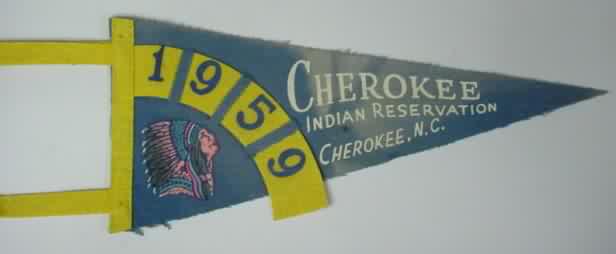 1959
CHEROKEE
INDIAN RESERVATION
CHEROKEE, N.C.